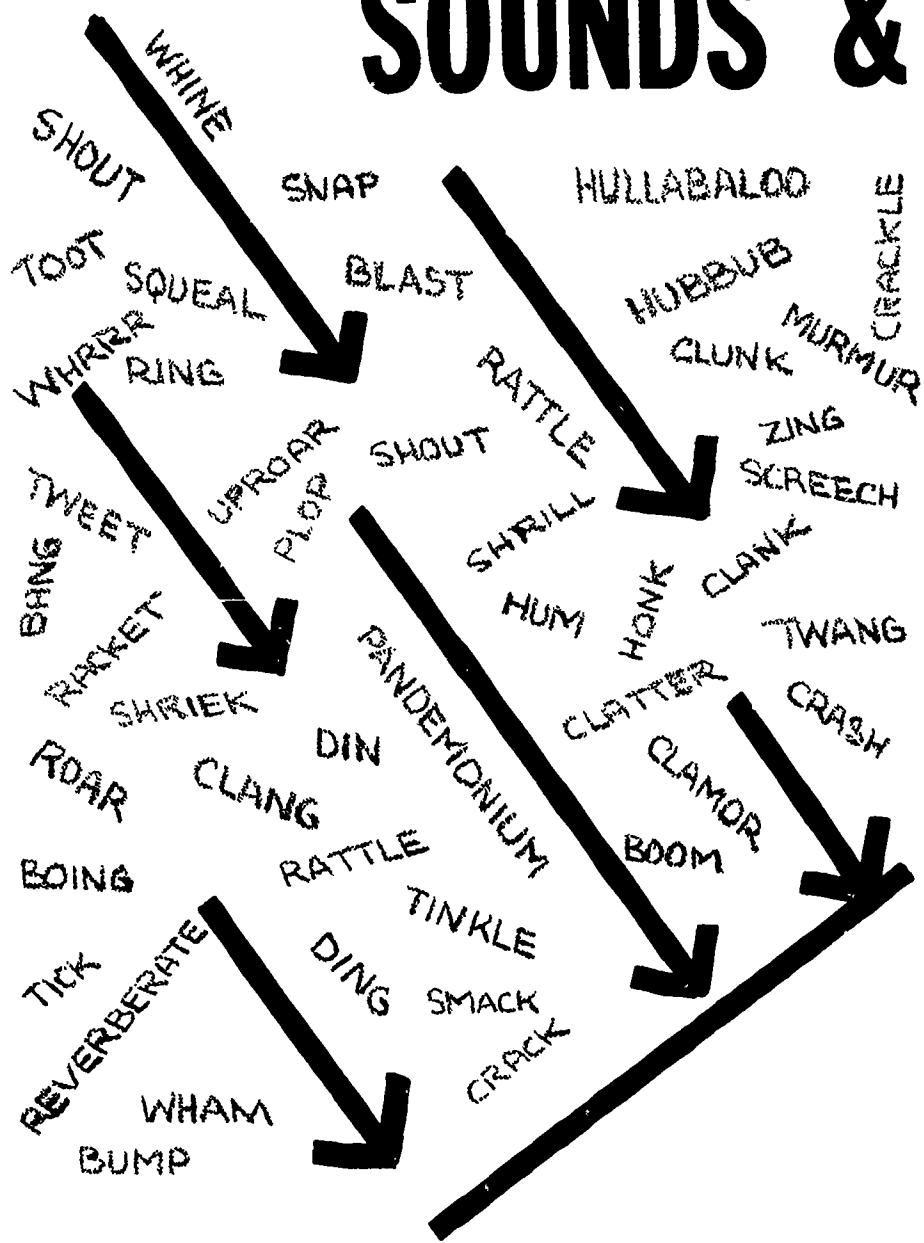 SOUNDS &
WHINE
SHOUT
SNAP
HULLABALOO
CRACKLE
TOOT
SQUEAL
BLAST
HUBBUB
MURMUR
WHRRR
RING
CLUNK
RATTLE
UPROAR
SHOUT
ZING
SCREECH
TWEET
PLOP
SHRILL
CLANK
BANG
HUM
HONK
TWANG
RACKET
SHRIEK
PANDEMONIUM
CLATTER
CRASH
DIN
ROAR
CLANG
CLAMOR
BOOM
BOING
RATTLE
TINKLE
TICK
REVERBERATE
DING
SMACK
CRACK
WHAM
BUMP